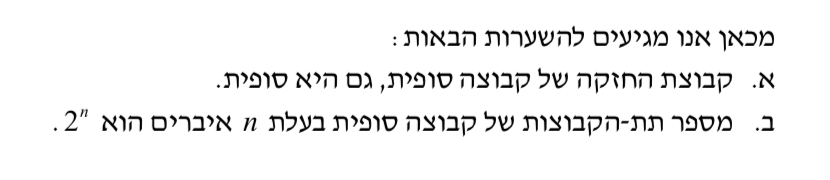 מכאן אנו מגיעים להשערות הבאות:
א. קבוצת החזקה של קבוצה סופית, גם היא סופית.
ב. מספר תת-הקבוצות של קבוצה סופית בעלת n איברים הוא 2ⁿ.